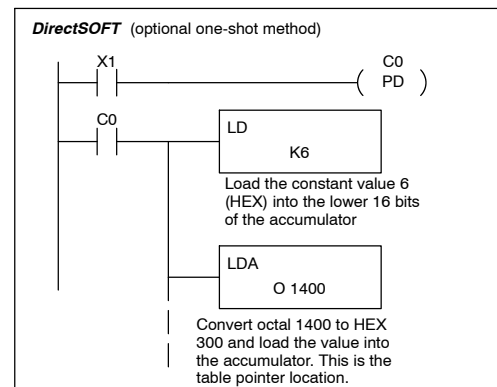 DirectSOFT (optional one-shot method)
X1
C0
PD
C0
LD
K6
Load the constant value 6
(HEX) into the lower 16 bits
of the accumulator
LDA
O 1400
Convert octal 1400 to HEX
300 and load the value into
the accumulator. This is the
table pointer location.